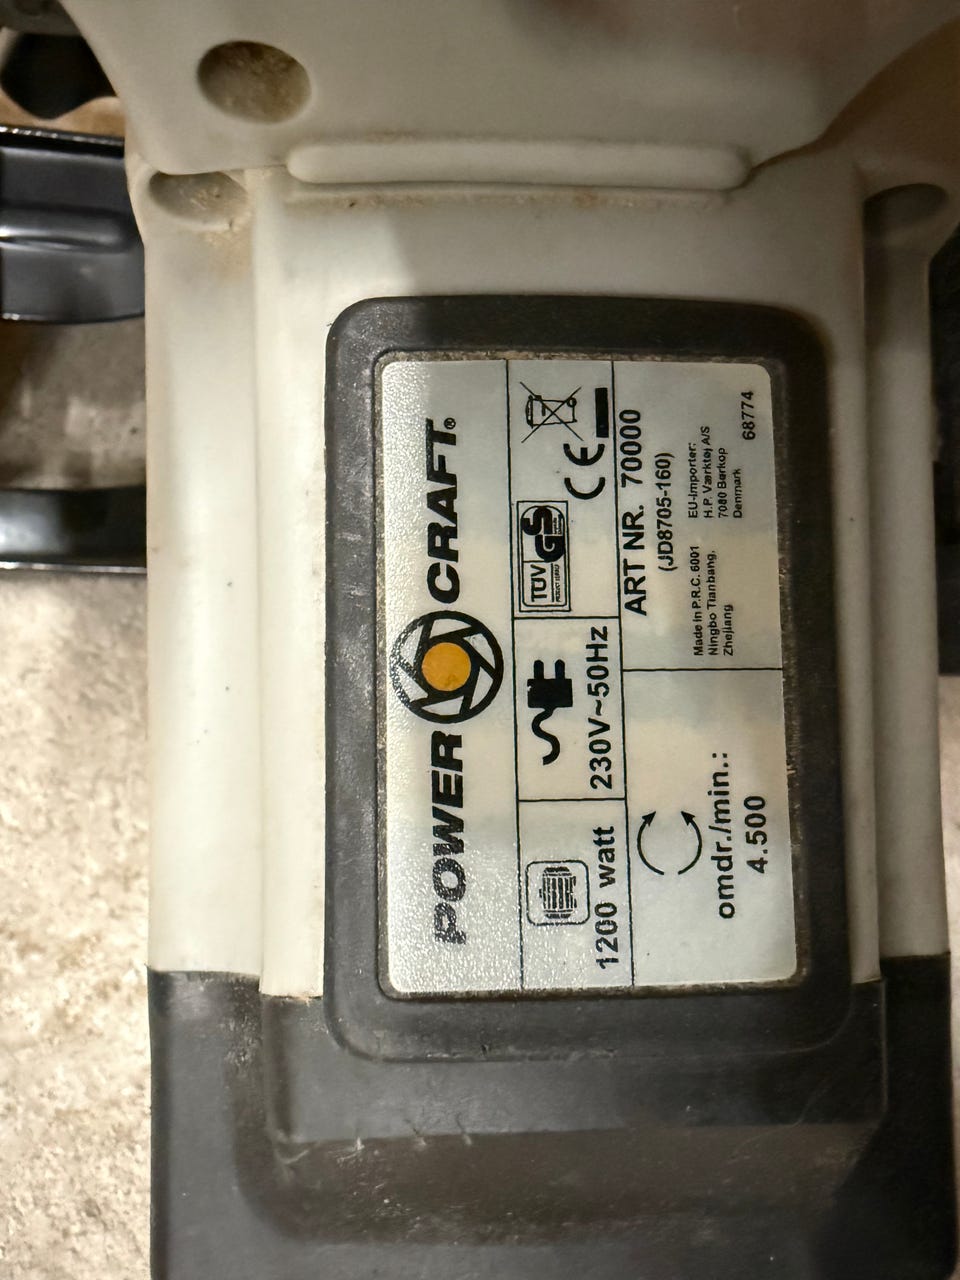 POWER CRAFT®
1200 watt
230V~50Hz
TÜV
GS
CE
omdr./min.:
4.500
ART NR. 70000
(JD8705-160)
Made in P.R.C. 6001
Ningbo Tianbang,
Zhejiang
EU-Importer:
H.P. Værktøj A/S
7080 Børkop
Denmark
68774